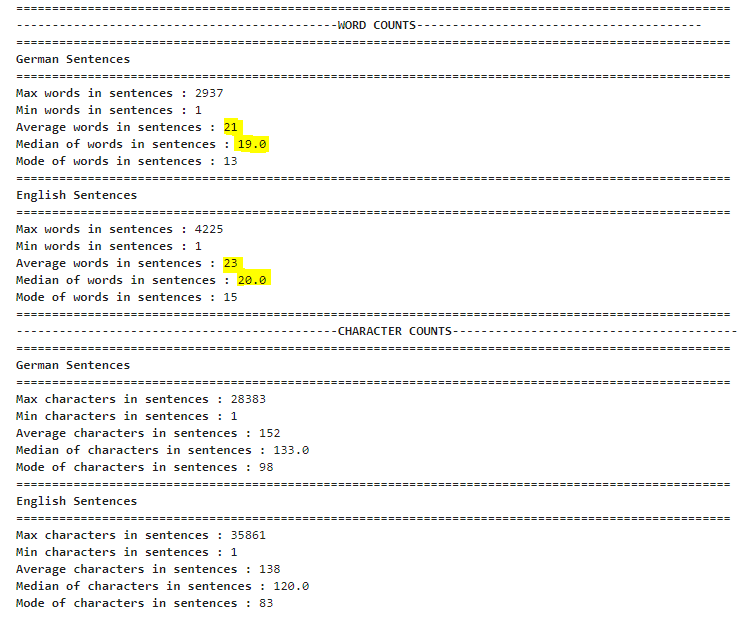 ====================================================================================================
---------------------------------------------WORD COUNTS----------------------------------------
====================================================================================================
German Sentences
====================================================================================================
Max words in sentences : 2937
Min words in sentences : 1
Average words in sentences : 21
Median of words in sentences : 19.0
Mode of words in sentences : 13
====================================================================================================
English Sentences
====================================================================================================
Max words in sentences : 4225
Min words in sentences : 1
Average words in sentences : 23
Median of words in sentences : 20.0
Mode of words in sentences : 15
====================================================================================================
---------------------------------------------CHARACTER COUNTS----------------------------------------
====================================================================================================
German Sentences
====================================================================================================
Max characters in sentences : 28383
Min characters in sentences : 1
Average characters in sentences : 152
Median of characters in sentences : 133.0
Mode of characters in sentences : 98
====================================================================================================
English Sentences
====================================================================================================
Max characters in sentences : 35861
Min characters in sentences : 1
Average characters in sentences : 138
Median of characters in sentences : 120.0
Mode of characters in sentences : 83